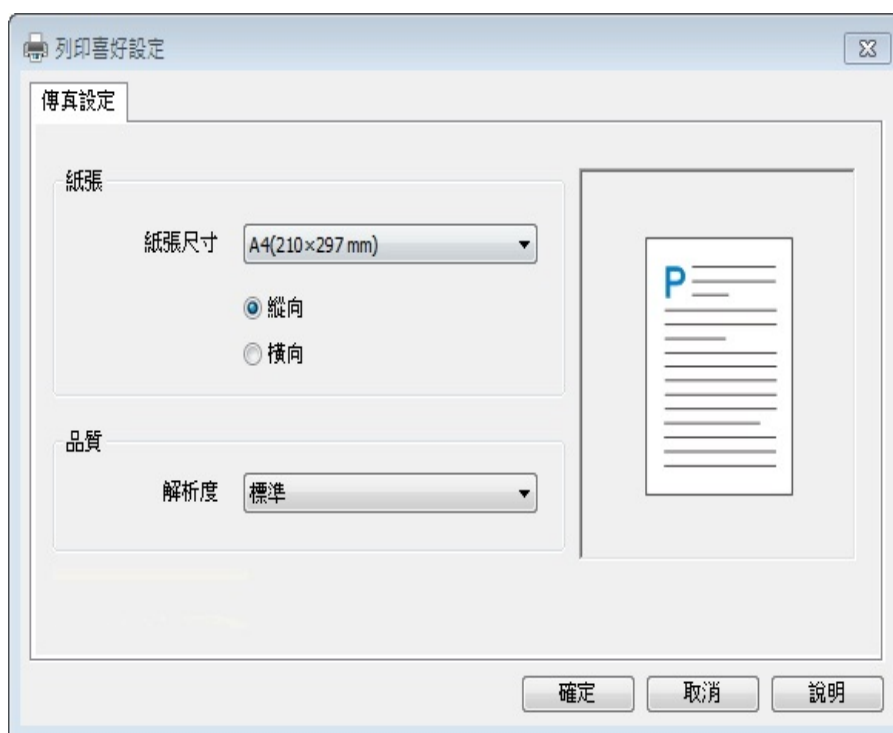 列印喜好設定
傳真設定
紙張
紙張尺寸 A4(210×297 mm)
縱向
橫向
品質
解析度 標準
P
確定 取消 說明